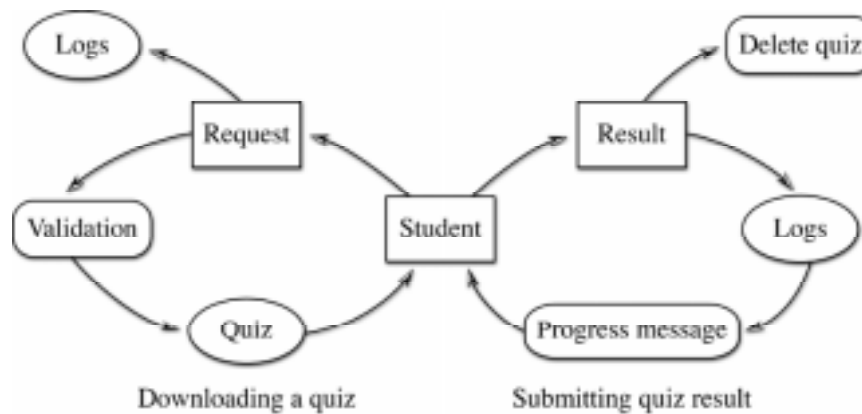 Logs
Delete quiz
Request
Result
Validation
Student
Logs
Quiz
Progress message
Downloading a quiz
Submitting quiz result